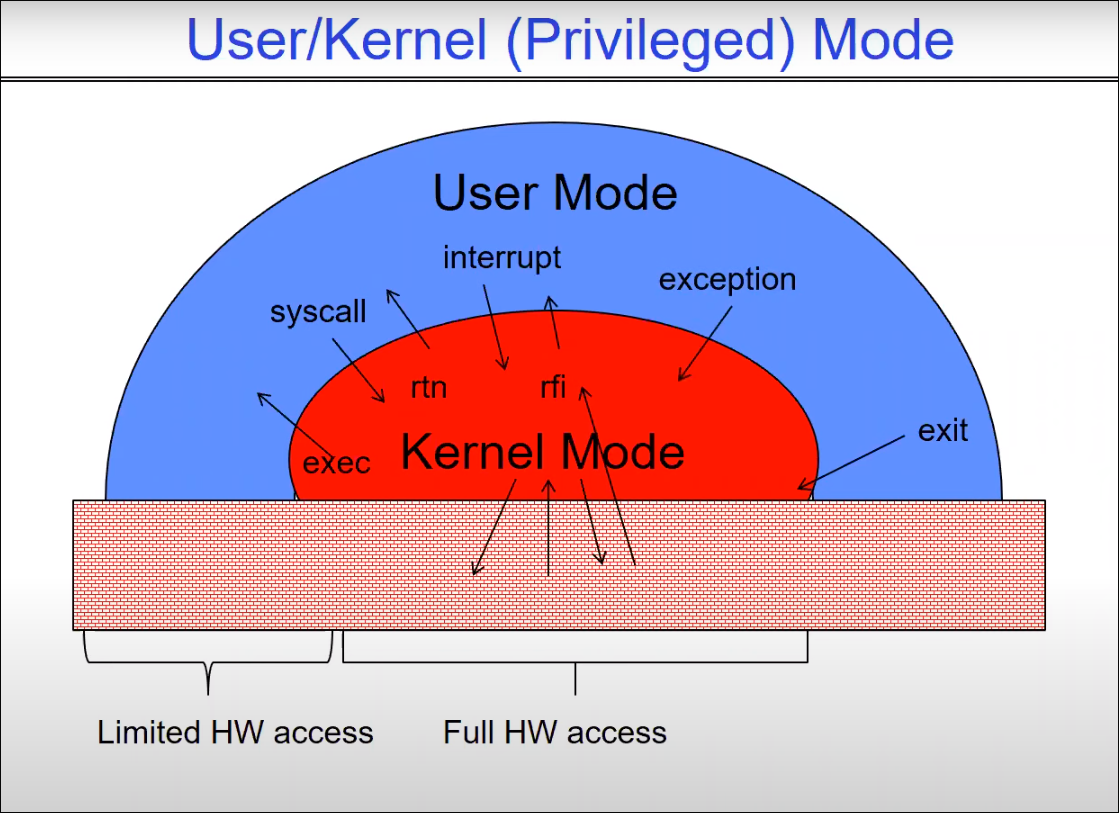 User/Kernel (Privileged) Mode
User Mode
interrupt
exception
syscall
rtn
rfi
exit
exec
Kernel Mode
Limited HW access
Full HW access